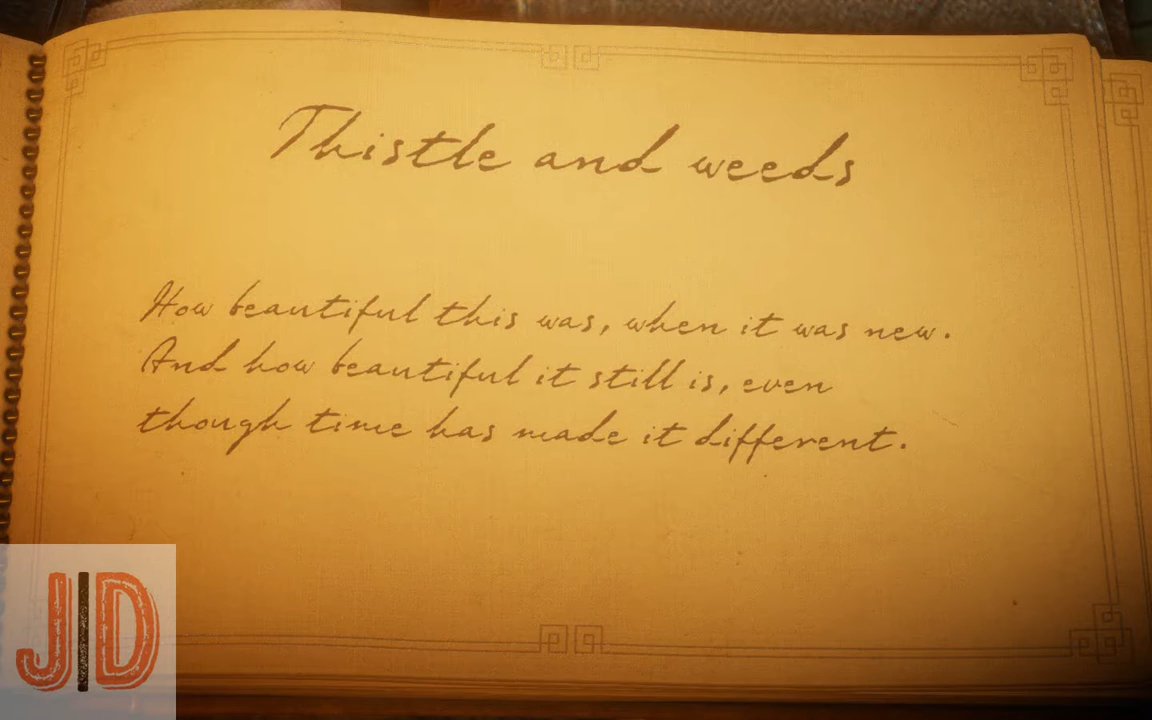 Thistle and weeds
How beautiful this was, when it was new.
And how beautiful it still is, even
though time has made it different.
J|D